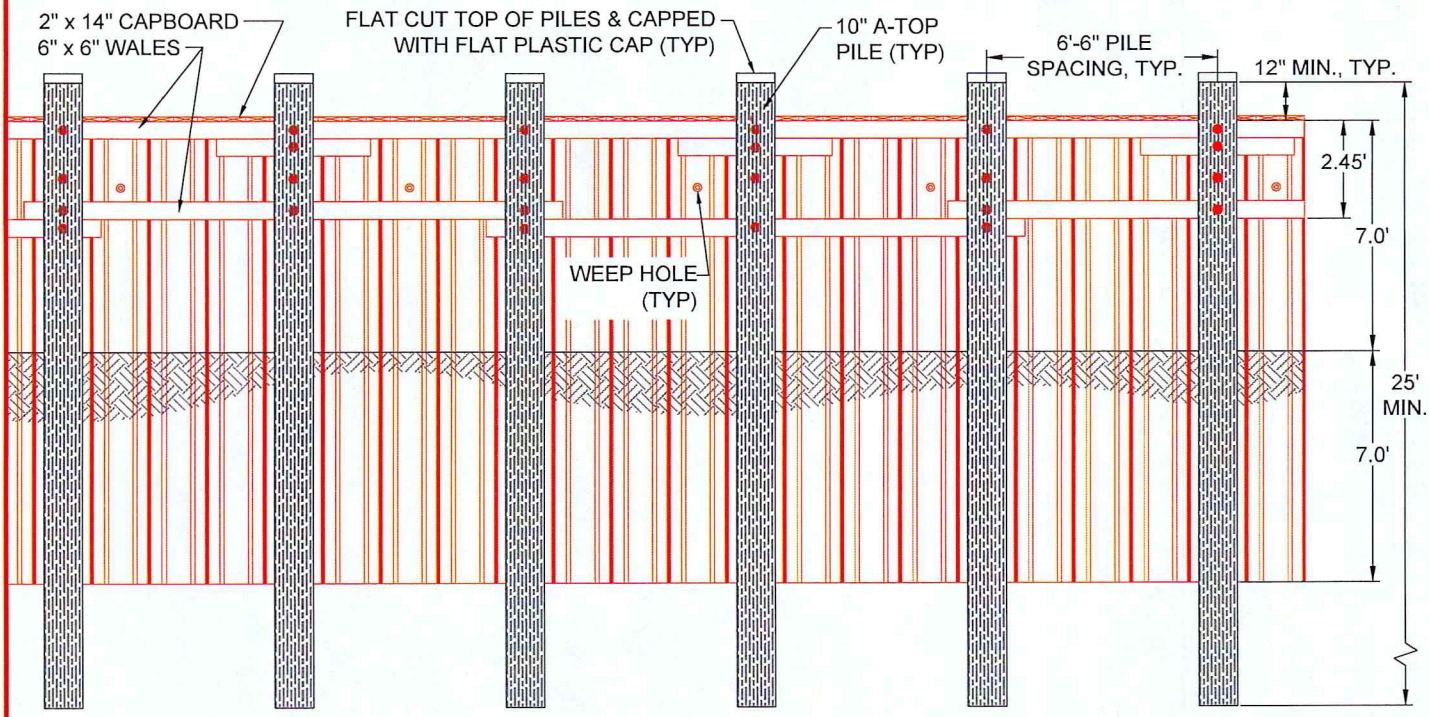 2" x 14" CAPBOARD
6" x 6" WALES
FLAT CUT TOP OF PILES & CAPPED
WITH FLAT PLASTIC CAP (TYP)
10" A-TOP
PILE (TYP)
6'-6" PILE
SPACING, TYP.
12" MIN., TYP.
2.45'
7.0'
WEEP HOLE
(TYP)
25'
MIN.
7.0'